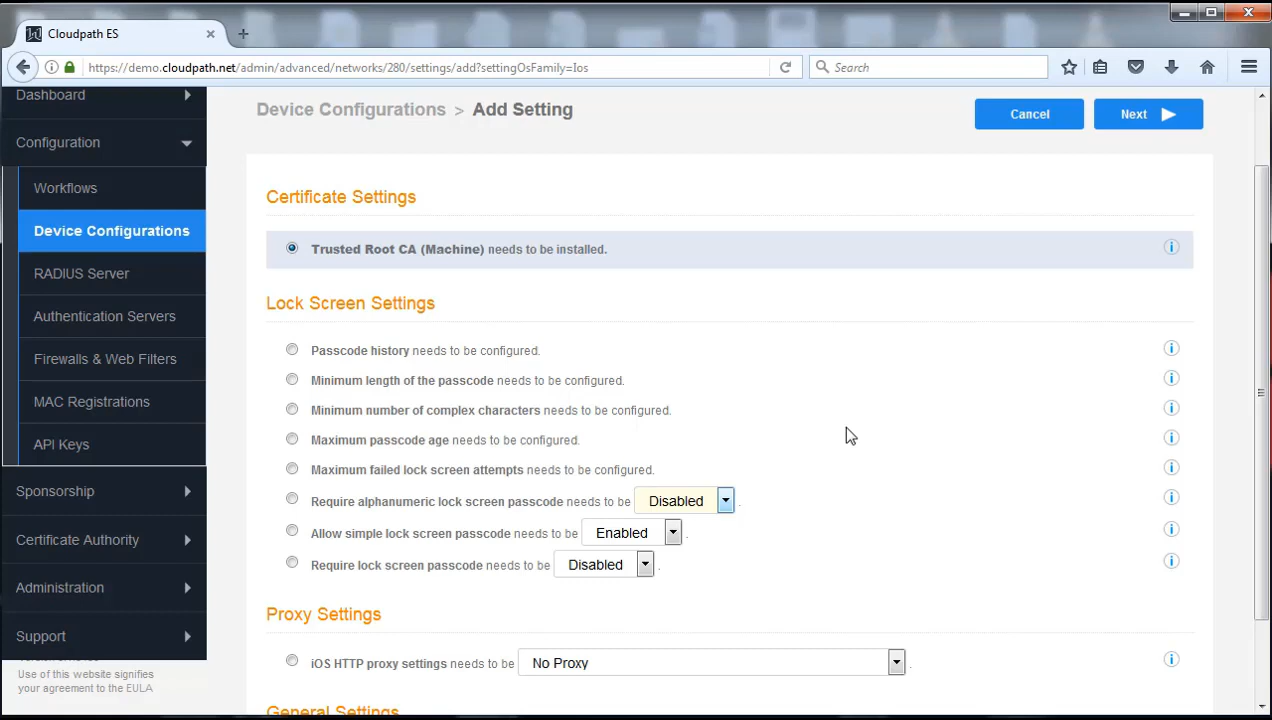 Cloudpath ES
https://demo.cloudpath.net/admin/advanced/networks/280/settings/add?settingOsFamily=Ios
Search
Dashboard
Configuration
Workflows
Device Configurations
RADIUS Server
Authentication Servers
Firewalls & Web Filters
MAC Registrations
API Keys
Sponsorship
Certificate Authority
Administration
Support
Use of this website signifies
your agreement to the EULA
Device Configurations > Add Setting
Cancel
Next
Certificate Settings
Trusted Root CA (Machine) needs to be installed.
Lock Screen Settings
Passcode history needs to be configured.
Minimum length of the passcode needs to be configured.
Minimum number of complex characters needs to be configured.
Maximum passcode age needs to be configured.
Maximum failed lock screen attempts needs to be configured.
Require alphanumeric lock screen passcode needs to be Disabled .
Allow simple lock screen passcode needs to be Enabled .
Require lock screen passcode needs to be Disabled .
Proxy Settings
iOS HTTP proxy settings needs to be No Proxy .
General Settings